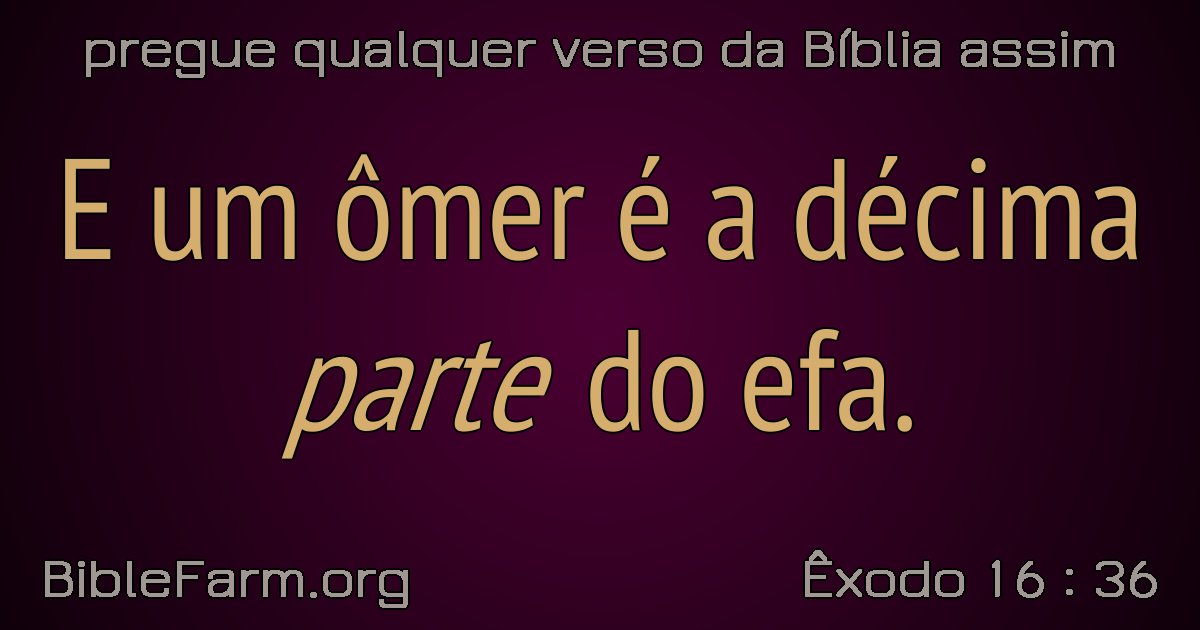 pregue qualquer verso da Bíblia assim
E um ômer é a décima
parte do efa.
BibleFarm.org
Êxodo 16 : 36